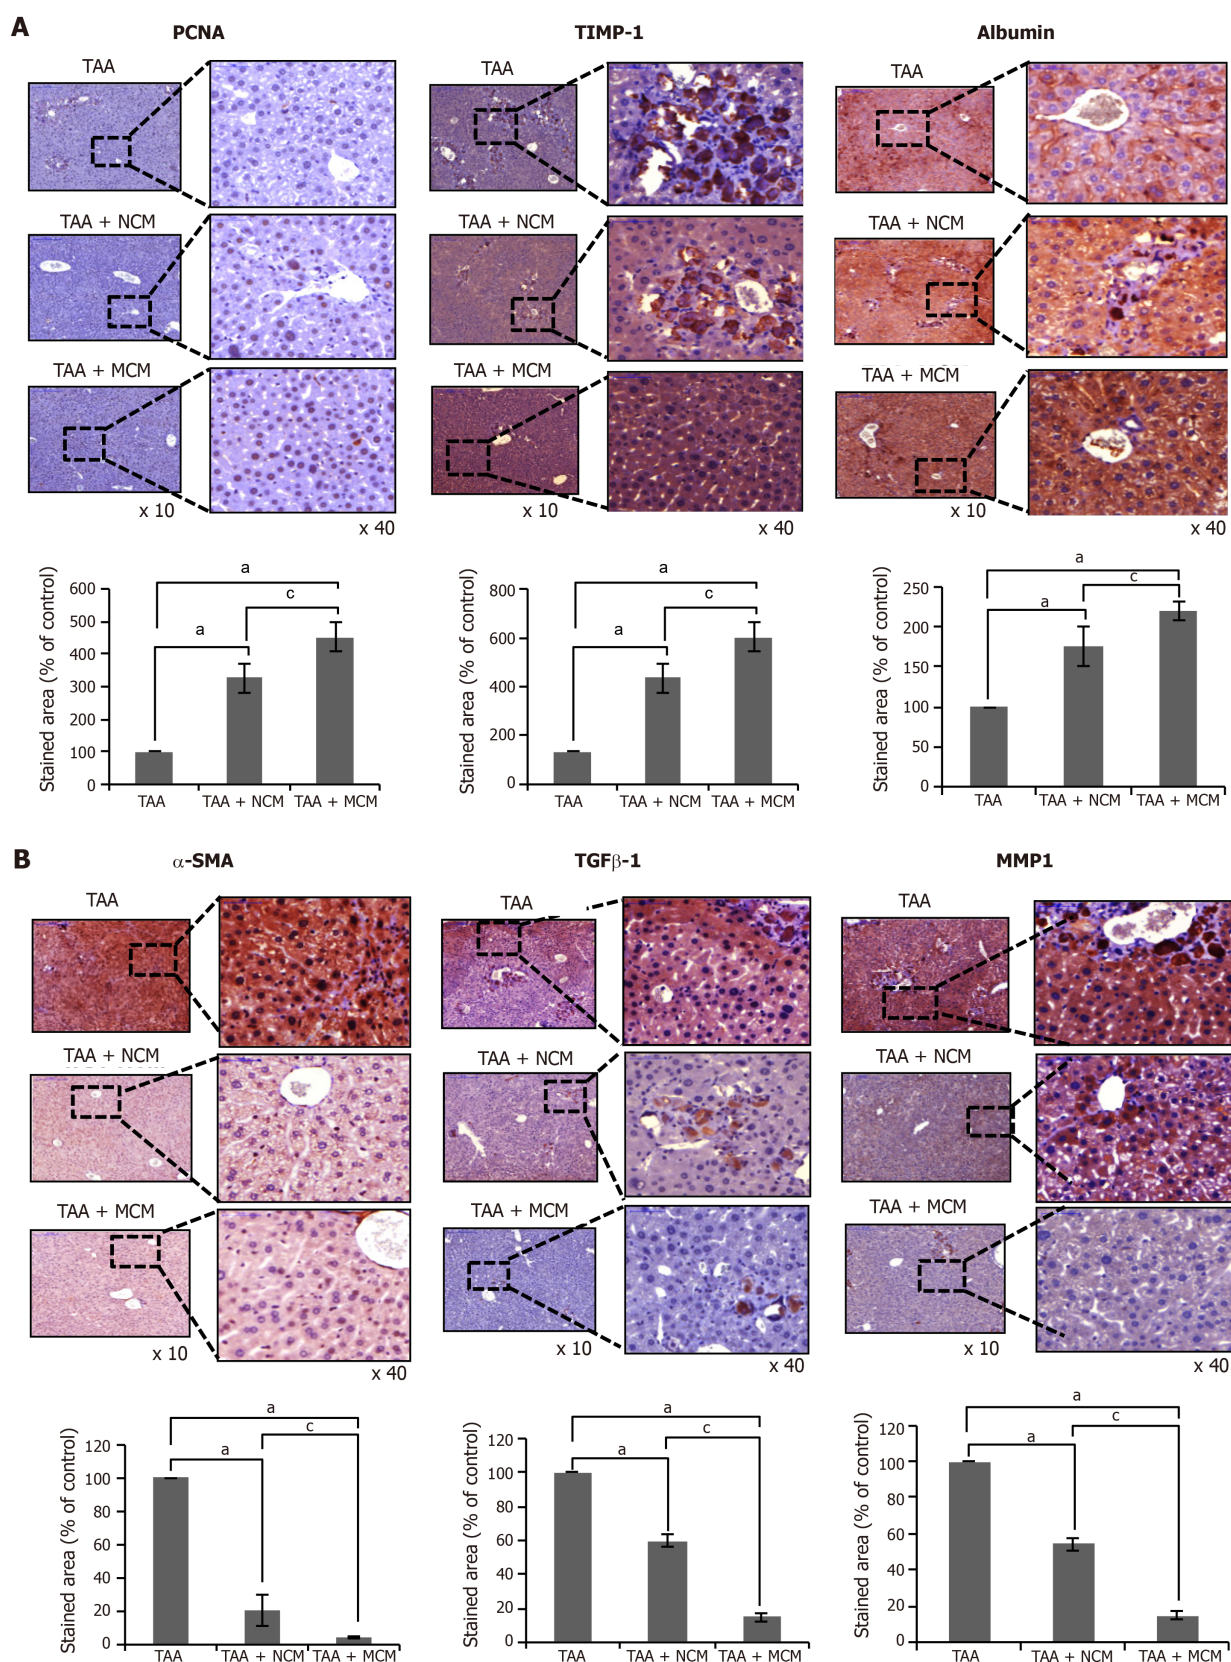 A
PCNA
TIMP-1
Albumin
TAA
TAA
TAA
TAA + NCM
TAA + NCM
TAA + NCM
TAA + MCM
TAA + MCM
TAA + MCM
x 10
x 40
x 10
x 40
x 10
x 40
Stained area (% of control)
600
500
400
300
200
100
0
a
c
a
TAA
TAA + NCM
TAA + MCM
Stained area (% of control)
800
600
400
200
0
a
c
a
TAA
TAA + NCM
TAA + MCM
Stained area (% of control)
250
200
150
100
50
0
a
c
a
TAA
TAA + NCM
TAA + MCM
B
α-SMA
TGFβ-1
MMP1
TAA
TAA
TAA
TAA + NCM
TAA + NCM
TAA + NCM
TAA + MCM
TAA + MCM
TAA + MCM
x 10
x 40
x 10
x 40
x 10
x 40
Stained area (% of control)
120
100
80
60
40
20
0
a
c
a
TAA
TAA + NCM
TAA + MCM
Stained area (% of control)
120
100
80
60
40
20
0
a
c
a
TAA
TAA + NCM
TAA + MCM
Stained area (% of control)
120
100
80
60
40
20
0
a
c
a
TAA
TAA + NCM
TAA + MCM